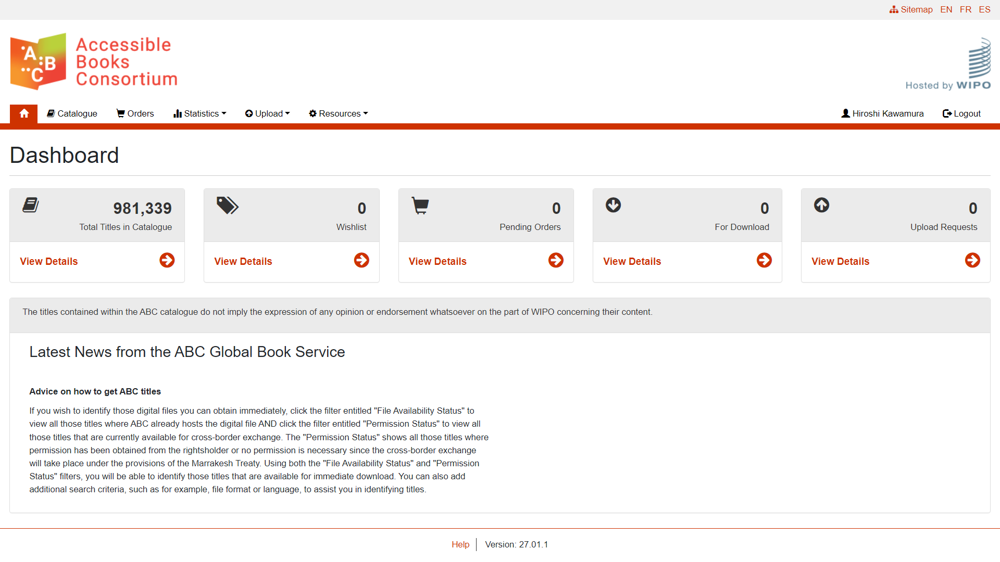 Sitemap EN FR ES
A B C
Accessible
Books
Consortium
Hosted by WIPO
Catalogue Orders Statistics Upload Resources Hiroshi Kawamura Logout
Dashboard
981,339
Total Titles in Catalogue
View Details
0
Wishlist
View Details
0
Pending Orders
View Details
0
For Download
View Details
0
Upload Requests
View Details
The titles contained within the ABC catalogue do not imply the expression of any opinion or endorsement whatsoever on the part of WIPO concerning their content.
Latest News from the ABC Global Book Service
Advice on how to get ABC titles
If you wish to identify those digital files you can obtain immediately, click the filter entitled "File Availability Status" to
view all those titles where ABC already hosts the digital file AND click the filter entitled "Permission Status" to view all
those titles that are currently available for cross-border exchange. The "Permission Status" shows all those titles where
permission has been obtained from the rightsholder or no permission is necessary since the cross-border exchange
will take place under the provisions of the Marrakesh Treaty. Using both the "File Availability Status" and "Permission
Status" filters, you will be able to identify those titles that are available for immediate download. You can also add
additional search criteria, such as for example, file format or language, to assist you in identifying titles.
Help Version: 27.01.1